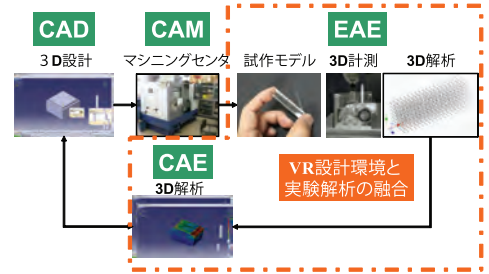 CAD
CAM
EAE
3D設計
マシニングセンタ
試作モデル
3D計測
3D解析
CAE
3D解析
VR設計環境と
実験解析の融合